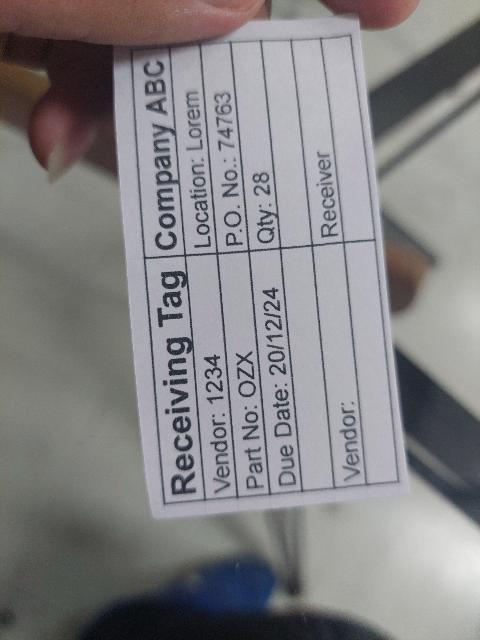 Receiving Tag Company ABC
Vendor: 1234 Location: Lorem
Part No: OZX P.O. No.: 74763
Due Date: 20/12/24 Qty: 28
Vendor: Receiver